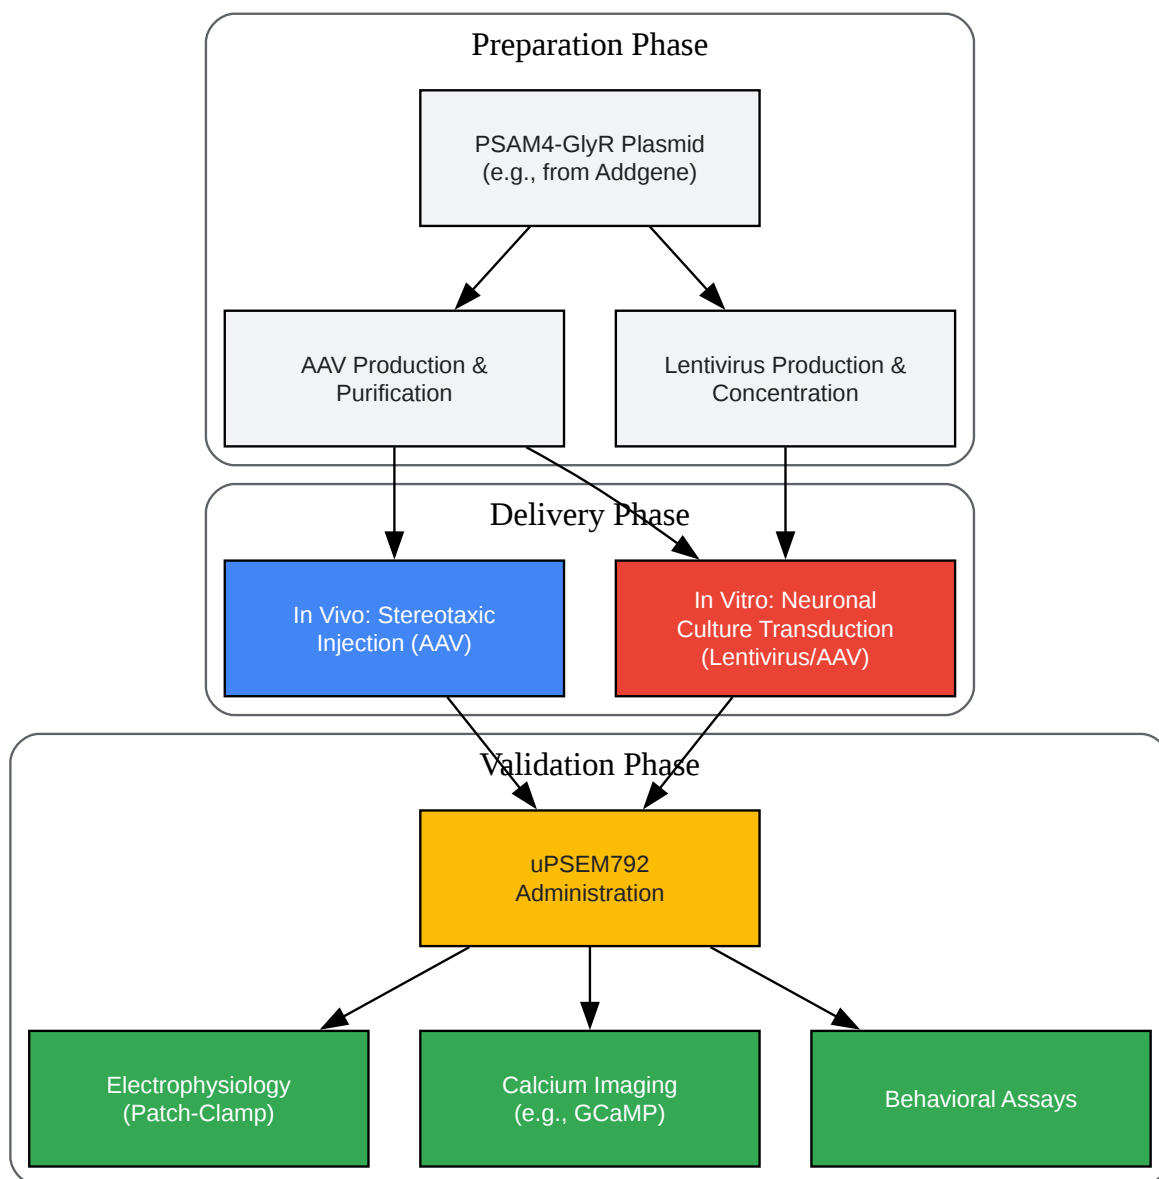 Preparation Phase
PSAM4-GlyR Plasmid
(e.g., from Addgene)
AAV Production &
Purification
Lentivirus Production &
Concentration
Delivery Phase
In Vivo: Stereotaxic
Injection (AAV)
In Vitro: Neuronal
Culture Transduction
(Lentivirus/AAV)
Validation Phase
uPSEM792
Administration
Electrophysiology
(Patch-Clamp)
Calcium Imaging
(e.g., GCaMP)
Behavioral Assays